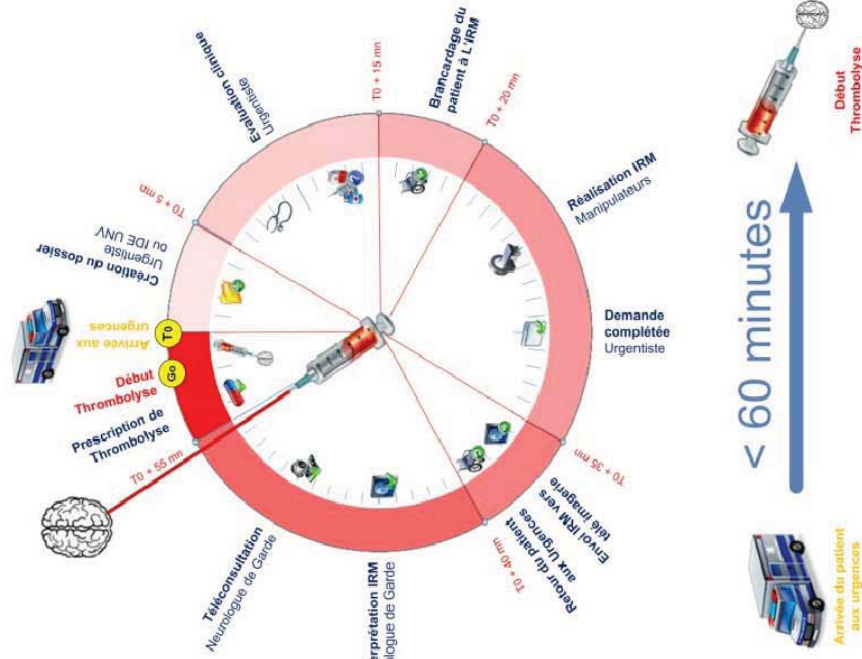 T0
Arrivée aux
urgences
Création du dossier
Urgentiste
ou IDE UNV
T0 + 5 mn
Evaluation clinique
Urgentiste
T0 + 15 mn
Brancardage du
patient à L'IRM
T0 + 20 mn
Réalisation IRM
Manipulateurs
Demande
complétée
Urgentiste
T0 + 35 mn
Envoi IRM vers
télé imagerie
Retour du patient
aux Urgences
T0 + 40 mn
erprétation IRM
ologue de Garde
Téléconsultation
Neurologue de Garde
T0 + 55 mn
Prescription de
Thrombolyse
Début
Thrombolyse
Go
Arrivée du patient
aux urgences
< 60 minutes
Début
Thrombolyse